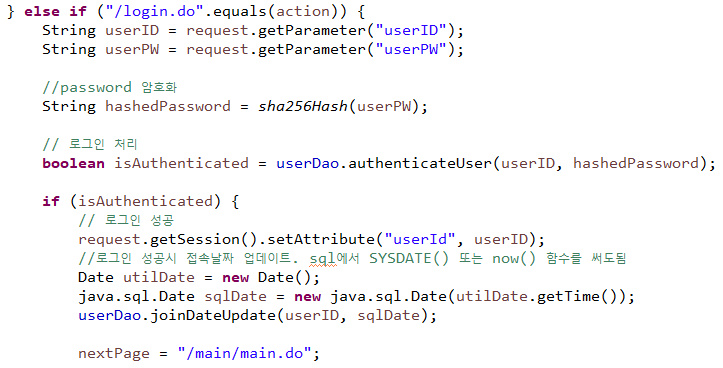 } else if ("/login.do".equals(action)) {
String userID = request.getParameter("userID");
String userPW = request.getParameter("userPW");
//password 암호화
String hashedPassword = sha256Hash(userPW);
// 로그인 처리
boolean isAuthenticated = userDao.authenticateUser(userID, hashedPassword);
if (isAuthenticated) {
// 로그인 성공
request.getSession().setAttribute("userId", userID);
//로그인 성공시 접속날짜 업데이트. sql에서 SYSDATE() 또는 now() 함수를 써도됨
Date utilDate = new Date();
java.sql.Date sqlDate = new java.sql.Date(utilDate.getTime());
userDao.joinDateUpdate(userID, sqlDate);
nextPage = "/main/main.do";